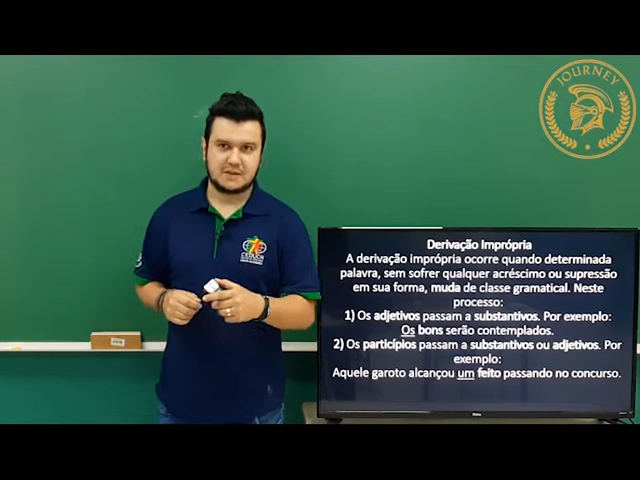 JOURNEY
Derivação Imprópria
A derivação imprópria ocorre quando determinada
palavra, sem sofrer qualquer acréscimo ou supressão
em sua forma, muda de classe gramatical. Neste
processo:
1) Os adjetivos passam a substantivos. Por exemplo:
Os bons serão contemplados.
2) Os particípios passam a substantivos ou adjetivos. Por
exemplo:
Aquele garoto alcançou um feito passando no concurso.